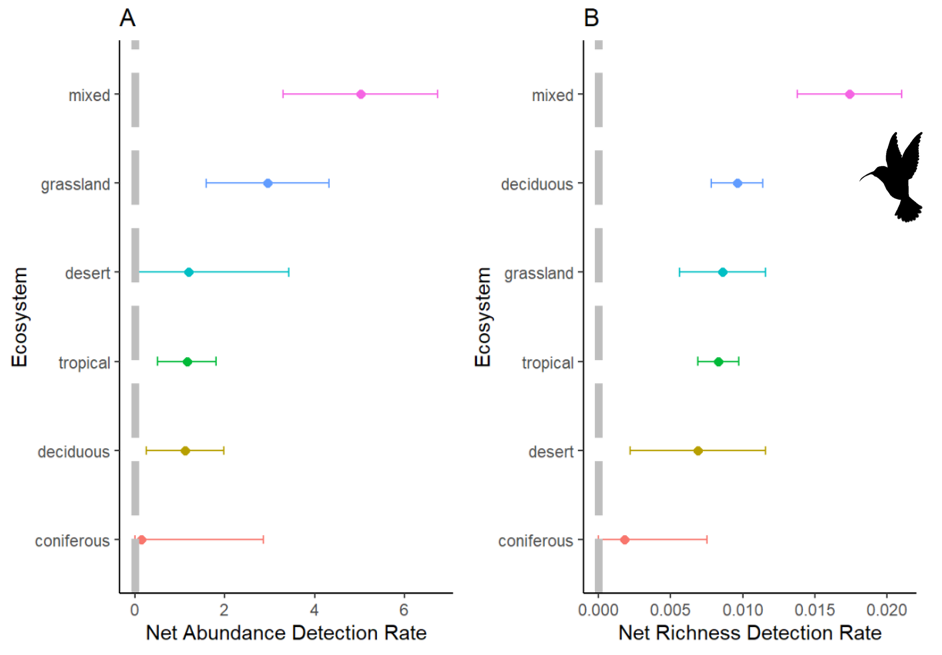 A
Ecosystem
mixed
grassland
desert
tropical
deciduous
coniferous
0 2 4 6
Net Abundance Detection Rate
B
Ecosystem
mixed
deciduous
grassland
tropical
desert
coniferous
0.000 0.005 0.010 0.015 0.020
Net Richness Detection Rate